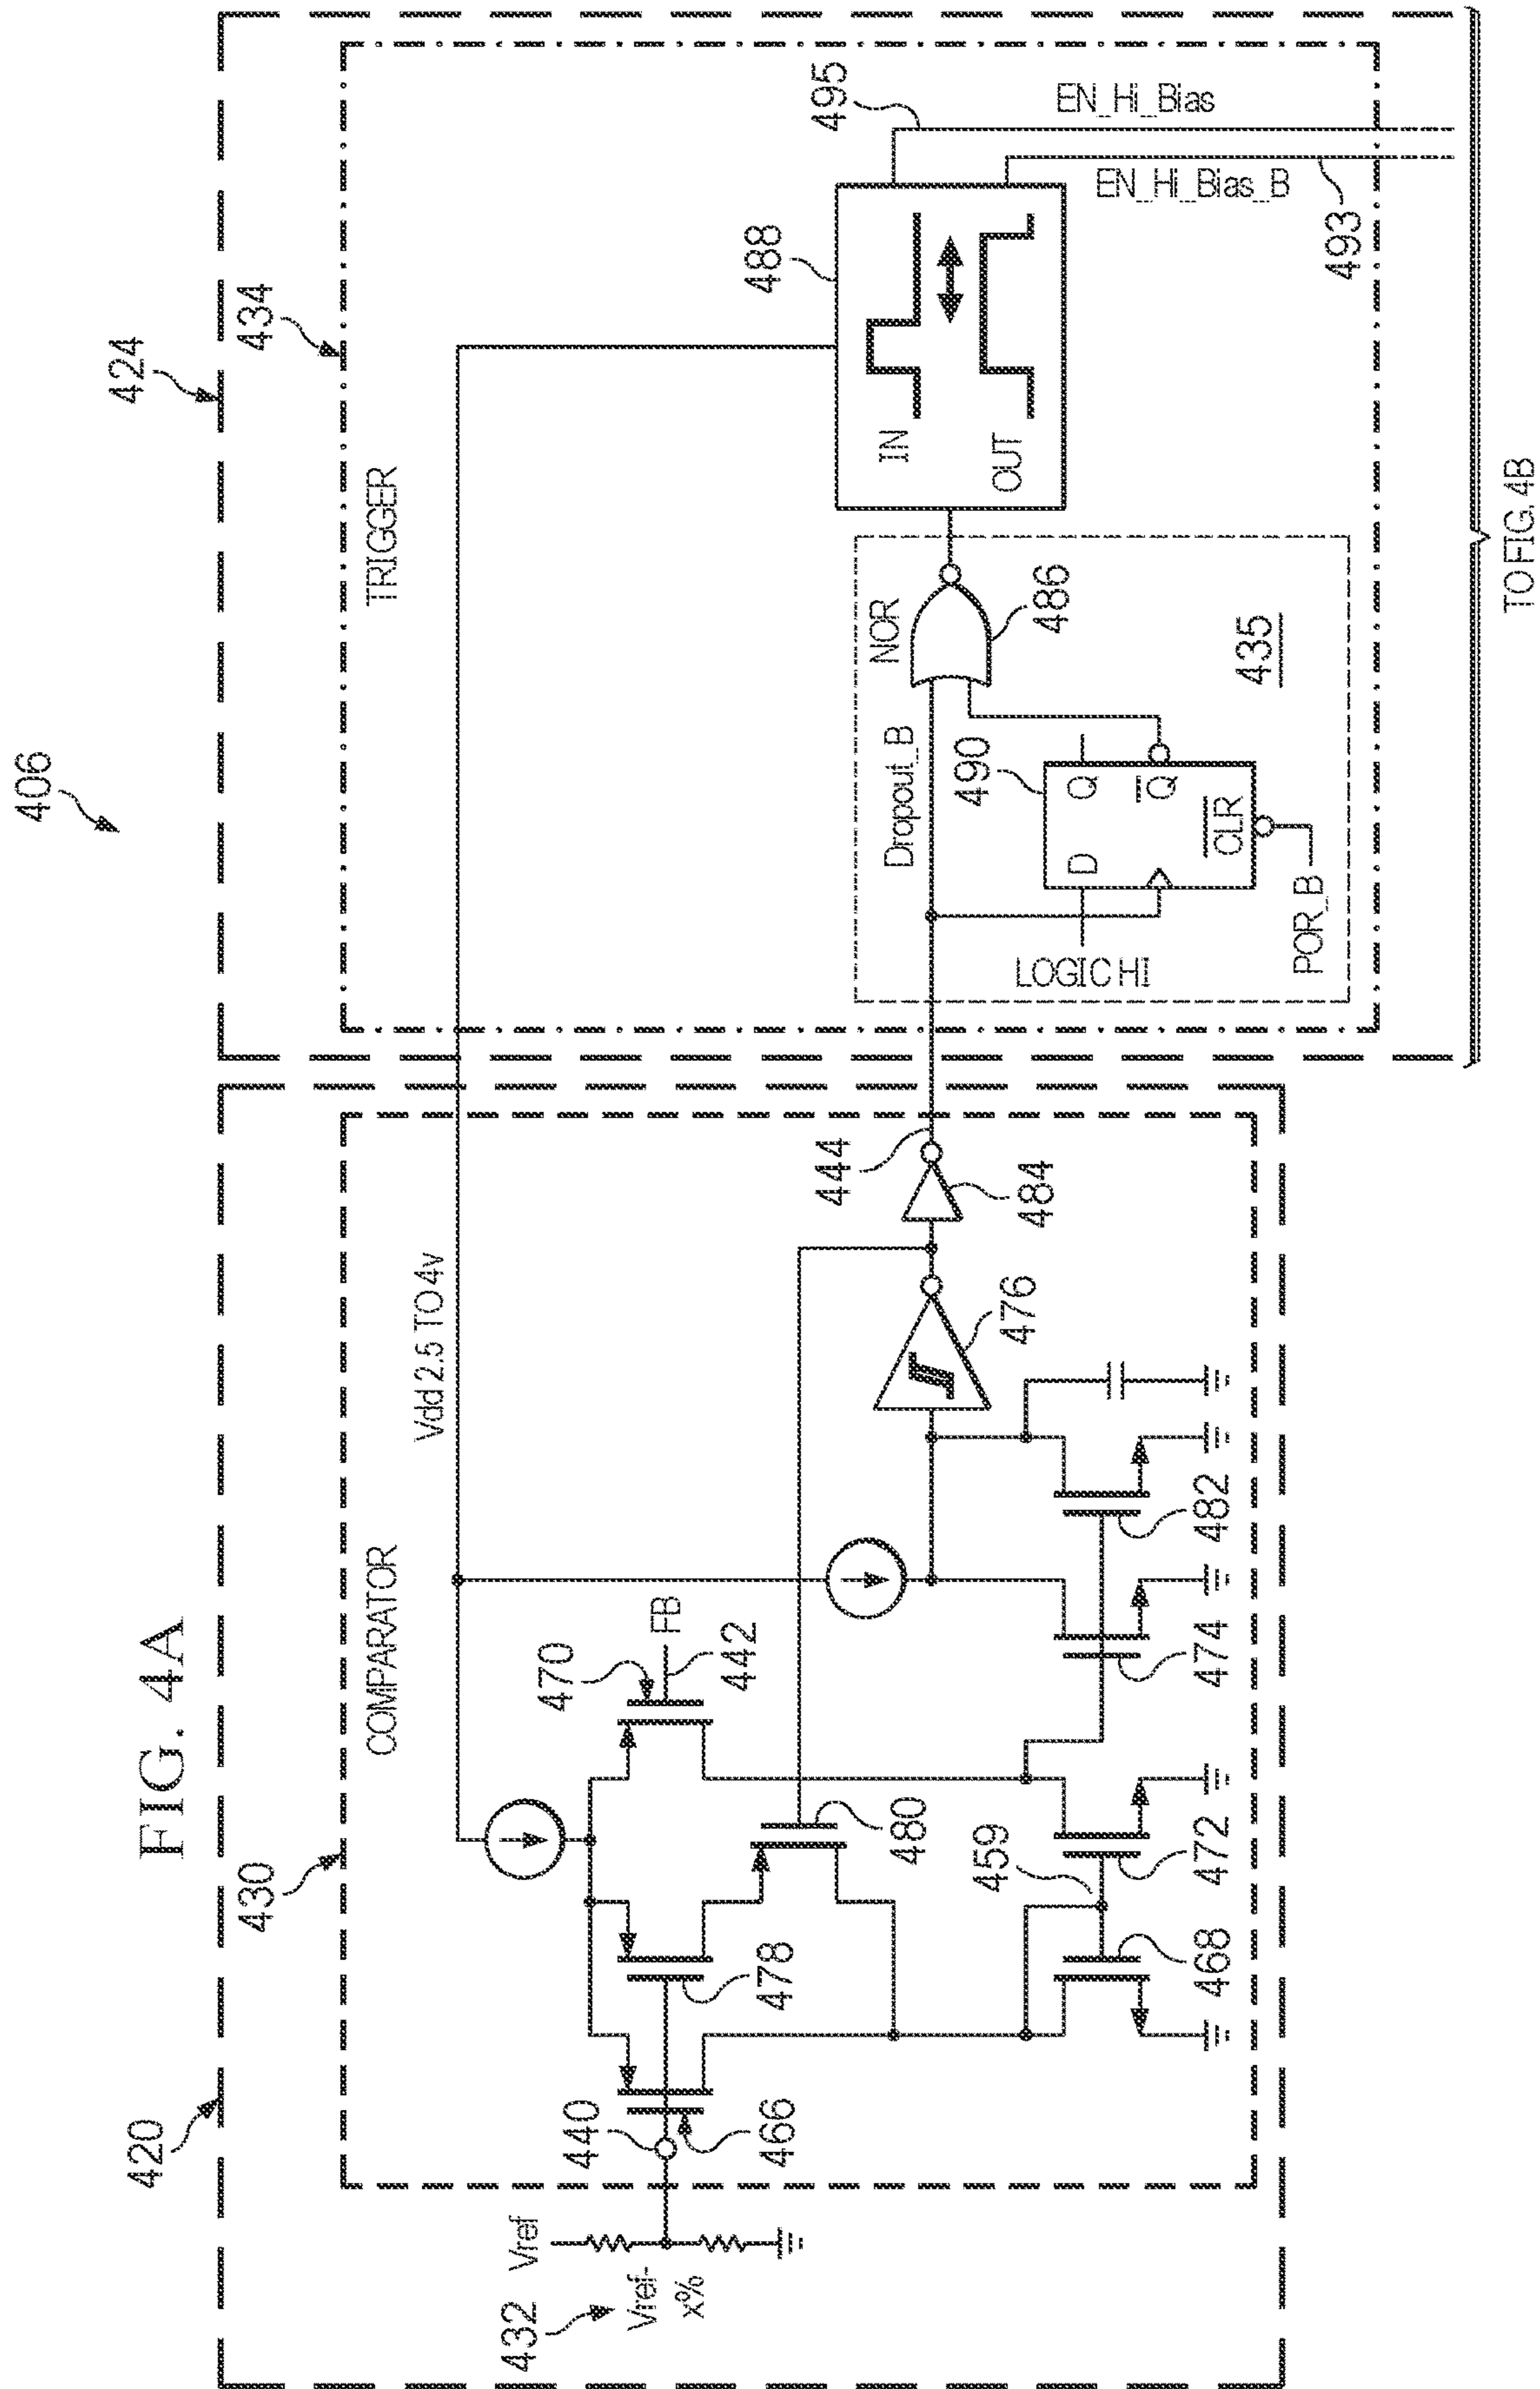 FIG. 4A
406
420
424
430
434
COMPARATOR
TRIGGER
432
Vref
Vref-
x%
440
466
478
470
FB
442
480
Vdd 2.5 TO 4v
459
468
472
474
482
476
484
444
Dropout_B
NOR
486
490
D
Q
Q̅
C̅L̅R̅
LOGIC HI
POR_B
435
488
IN
OUT
495
EN_Hi_Bias
EN_Hi_Bias_B
493
TO FIG. 4B